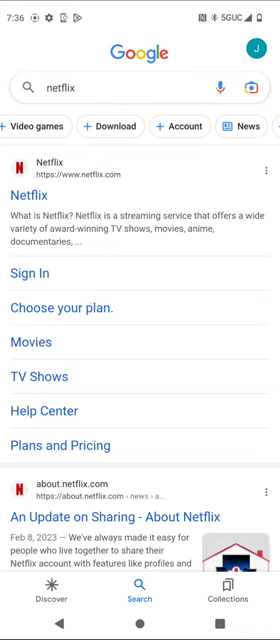 7:36
5GUC
Google
J
netflix
+ Video games
+ Download
+ Account
News
N
Netflix
https://www.netflix.com
Netflix
What is Netflix? Netflix is a streaming service that offers a wide
variety of award-winning TV shows, movies, anime,
documentaries, ...
Sign In
Choose your plan.
Movies
TV Shows
Help Center
Plans and Pricing
N
about.netflix.com
https://about.netflix.com › news › a...
An Update on Sharing - About Netflix
Feb 8, 2023 — We've always made it easy for
people who live together to share their
Netflix account with features like profiles and
Discover
Search
Collections